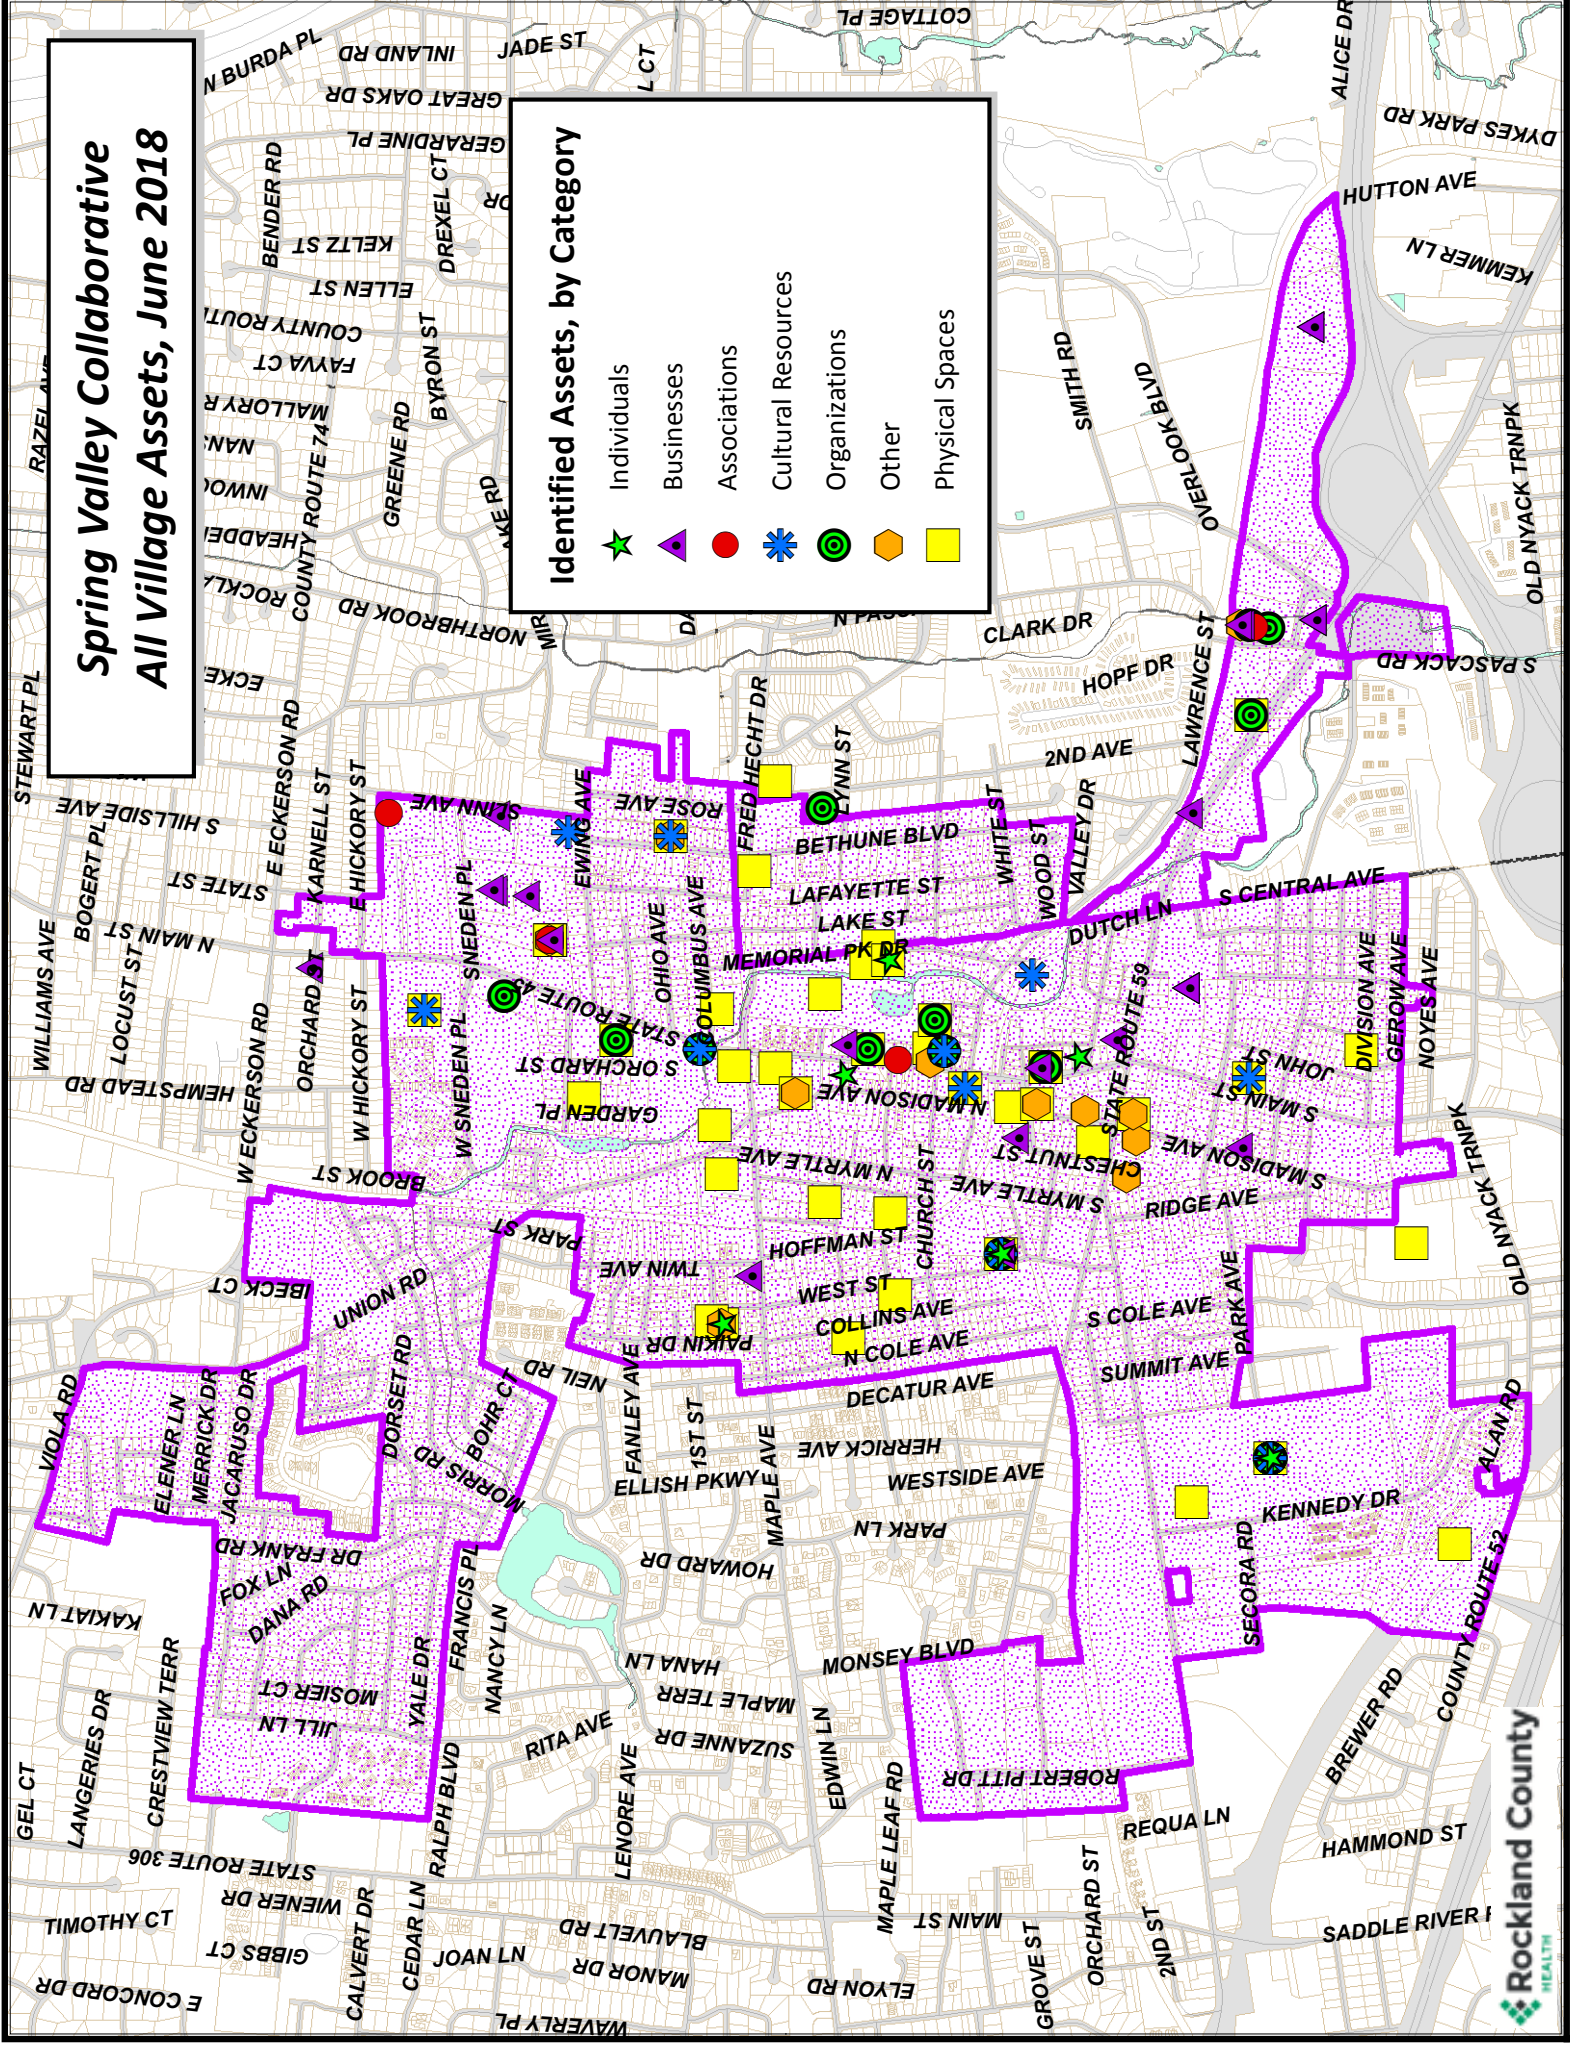 Spring Valley Collaborative
All Village Assets, June 2018
Identified Assets, by Category
Individuals
Businesses
Associations
Cultural Resources
Organizations
Other
Physical Spaces
W BURDA PL
INLAND RD
JADE ST
GREAT OAKS DR
GERARDINE PL
BENDER RD
DREXEL CT
KELTZ ST
ELLEN ST
FAYVA CT
BYRON ST
GREENE RD
COUNTY ROUTE 74
NORTHBROOK RD
COTTAGE PL
ALICE DR
DYKES PARK RD
HUTTON AVE
KEMMER LN
SMITH RD
OVERLOOK BLVD
OLD NYACK TRNPK
CLARK DR
HOPF DR
LAWRENCE ST
S PASCACK RD
2ND AVE
VALLEY DR
STEWART PL
S HILLSIDE AVE
E ECKERSON RD
KARNELL ST
E HICKORY ST
BOGERT PL
STATE ST
N MAIN ST
WILLIAMS AVE
LOCUST ST
HEMPSTEAD RD
W ECKERSON RD
ORCHARD ST
W HICKORY ST
BROOK ST
SNEDEN PL
W SNEDEN PL
EWING AVE
ROSE AVE
FRED HECHT DR
LYNN ST
BETHUNE BLVD
LAFAYETTE ST
LAKE ST
MEMORIAL PK DR
WHITE ST
WOOD ST
DUTCH LN
S CENTRAL AVE
OHIO AVE
COLUMBUS AVE
STATE ROUTE 45
S ORCHARD ST
GARDEN PL
N MADISON AVE
N MYRTLE AVE
S MYRTLE AVE
CHURCH ST
CHESTNUT ST
STATE ROUTE 59
JOHN ST
S MAIN ST
S MADISON AVE
RIDGE AVE
DIVISION AVE
GEROW AVE
NOYES AVE
OLD NYACK TRNPK
PARK ST
TWIN AVE
HOFFMAN ST
WEST ST
COLLINS AVE
N COLE AVE
S COLE AVE
PARK AVE
SUMMIT AVE
PAIKIN DR
DECATUR AVE
IBECK CT
UNION RD
VIOLA RD
ELENER LN
MERRICK DR
JACARUSO DR
DORSET RD
BOHR CT
MORRIS RD
NEIL RD
FANLEY AVE
1ST ST
MAPLE AVE
ELLISH PKWY
HERRICK AVE
WESTSIDE AVE
PARK LN
HOWARD DR
KENNEDY DR
SECORA RD
ALAN RD
COUNTY ROUTE 52
DR FRANK RD
FOX LN
DANA RD
FRANCIS PL
NANCY LN
KAKIAT LN
CRESTVIEW TERR
LANGERIES DR
GEL CT
MOSIER CT
JILL LN
YALE DR
RALPH BLVD
RITA AVE
LENORE AVE
HANA LN
MAPLE TERR
SUZANNE DR
EDWIN LN
MONSEY BLVD
MAPLE LEAF RD
ROBERT PITT DR
REQUA LN
BREWER RD
HAMMOND ST
STATE ROUTE 306
WIENER DR
TIMOTHY CT
GIBBS CT
E CONCORD DR
CALVERT DR
CEDAR LN
JOAN LN
BLAUVELT RD
MANOR DR
WAVERLY PL
ELYON RD
MAIN ST
GROVE ST
ORCHARD ST
2ND ST
Rockland County
HEALTH